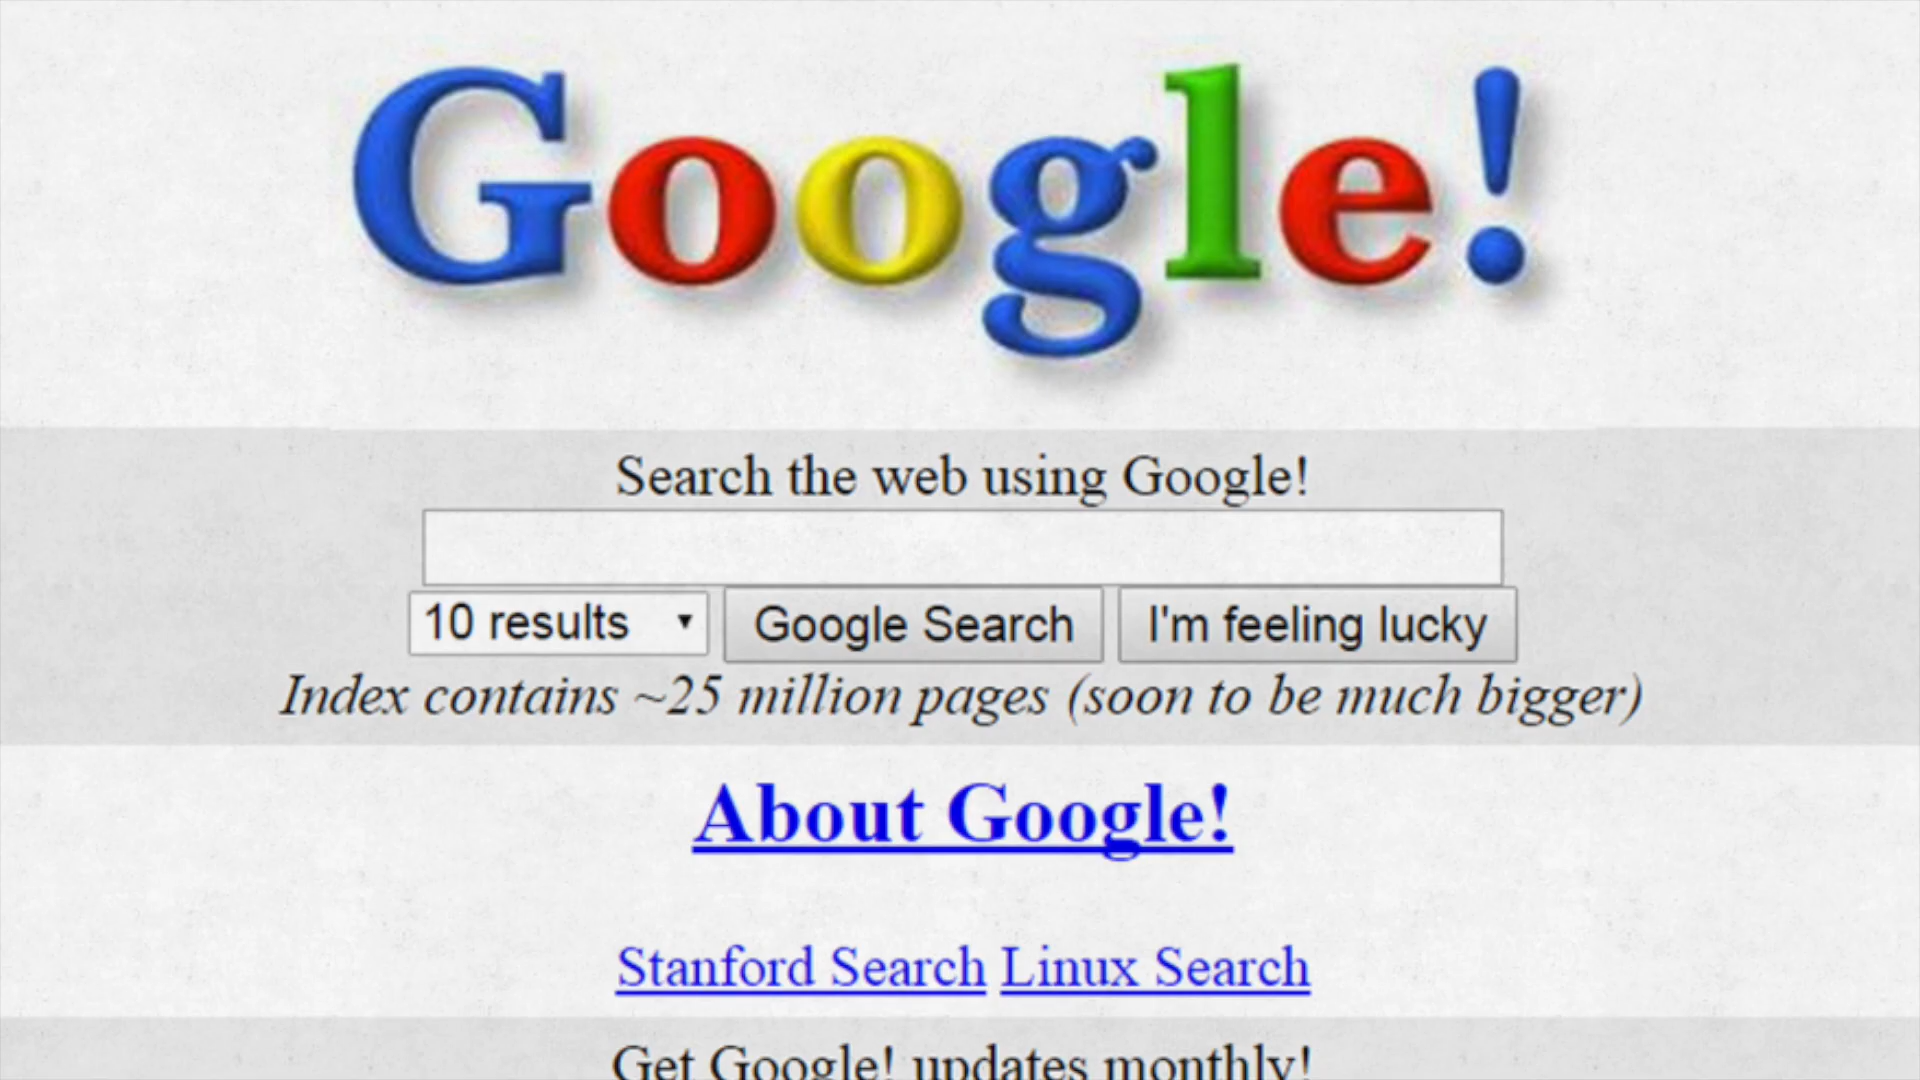 Google!
Search the web using Google!
10 results Google Search I'm feeling lucky
Index contains ~25 million pages (soon to be much bigger)
About Google!
Stanford Search Linux Search
Get Google! updates monthly!